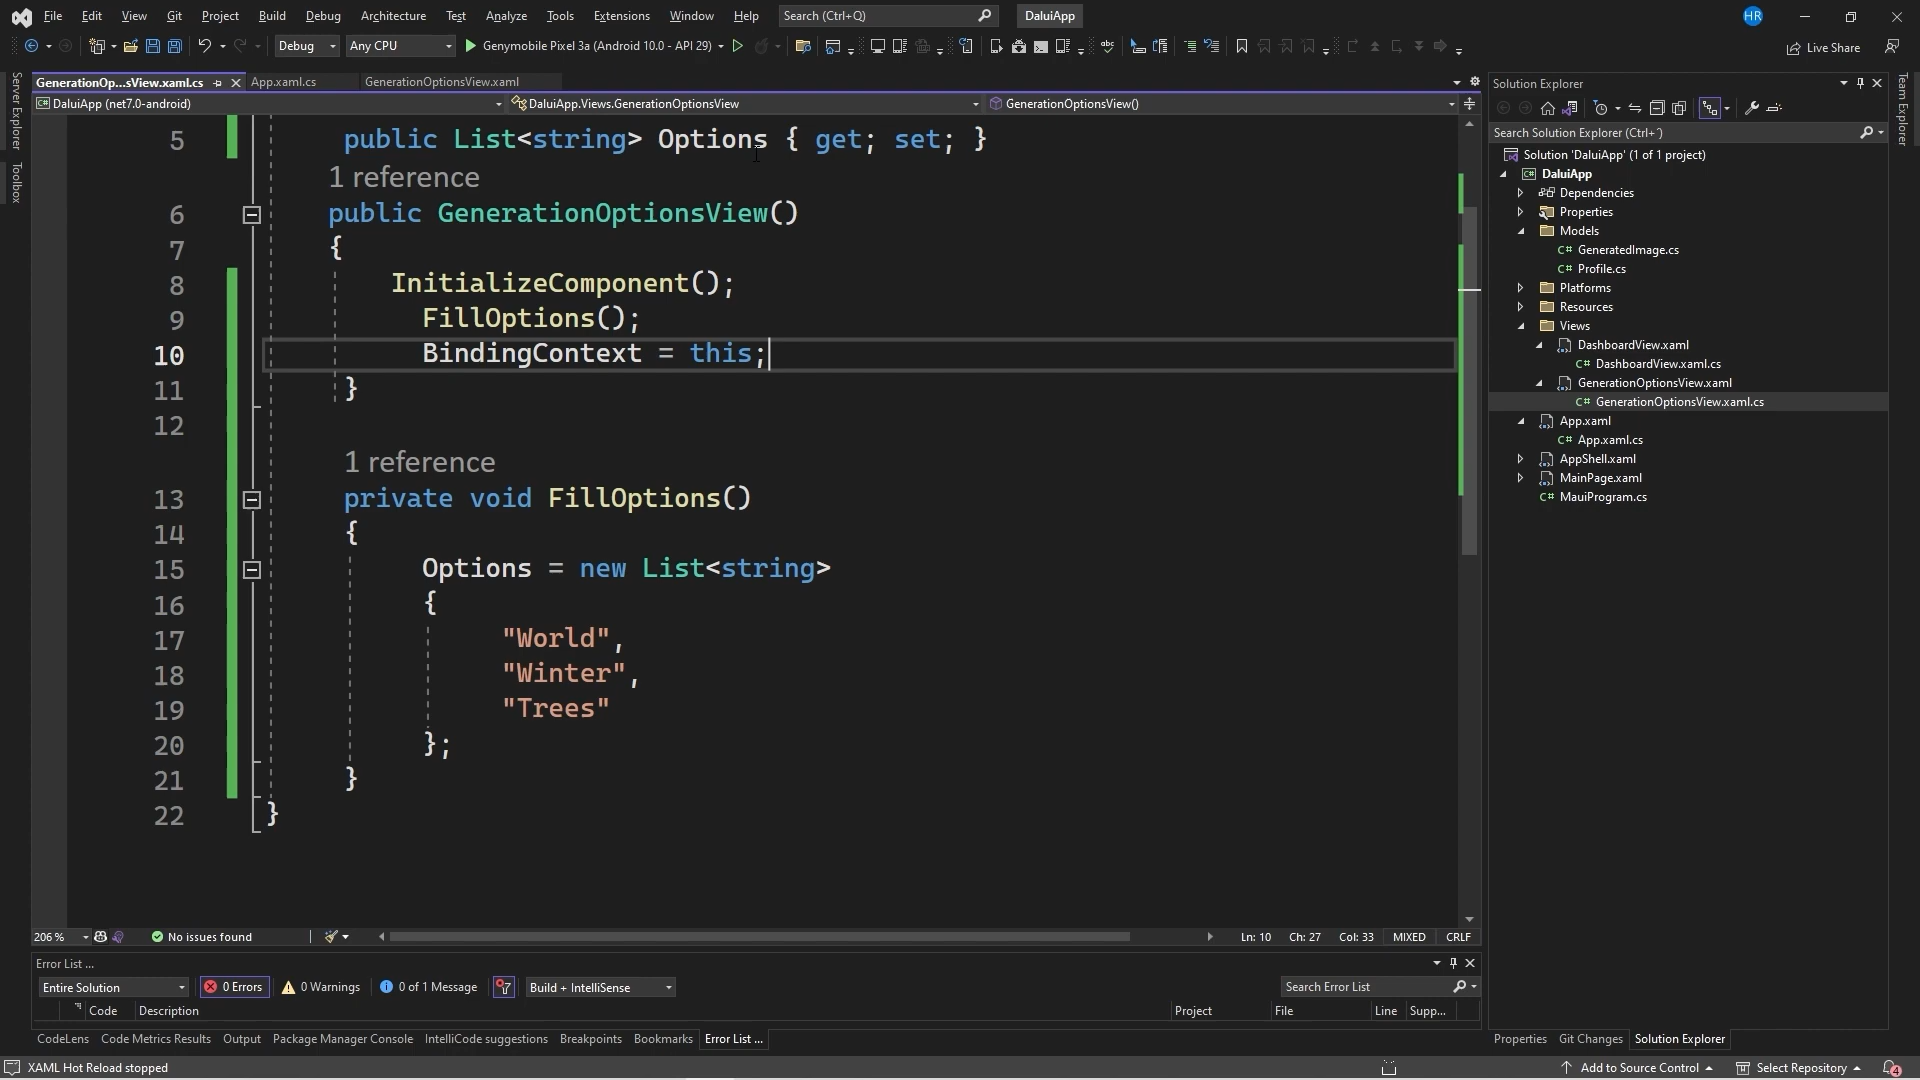 File Edit View Git Project Build Debug Architecture Test Analyze Tools Extensions Window Help Search (Ctrl+Q) DaluiApp HR
Debug Any CPU Genymobile Pixel 3a (Android 10.0 - API 29) Live Share
Server Explorer
Toolbox
GenerationOp...sView.xaml.cs App.xaml.cs GenerationOptionsView.xaml
DaluiApp (net7.0-android) DaluiApp.Views.GenerationOptionsView GenerationOptionsView()
5 public List<string> Options { get; set; }
1 reference
6 public GenerationOptionsView()
7 {
8 InitializeComponent();
9 FillOptions();
10 BindingContext = this;
11 }
12
1 reference
13 private void FillOptions()
14 {
15 Options = new List<string>
16 {
17 "World",
18 "Winter",
19 "Trees"
20 };
21 }
22 }
206 % No issues found Ln: 10 Ch: 27 Col: 33 MIXED CRLF
Error List ...
Entire Solution 0 Errors 0 Warnings 0 of 1 Message Build + IntelliSense Search Error List
Code Description Project File Line Supp...
CodeLens Code Metrics Results Output Package Manager Console IntelliCode suggestions Breakpoints Bookmarks Error List ...
Solution Explorer
Search Solution Explorer (Ctrl+´)
Solution 'DaluiApp' (1 of 1 project)
DaluiApp
Dependencies
Properties
Models
C# GeneratedImage.cs
C# Profile.cs
Platforms
Resources
Views
DashboardView.xaml
C# DashboardView.xaml.cs
GenerationOptionsView.xaml
C# GenerationOptionsView.xaml.cs
App.xaml
C# App.xaml.cs
AppShell.xaml
MainPage.xaml
C# MauiProgram.cs
Properties Git Changes Solution Explorer
Team Explorer
XAML Hot Reload stopped Add to Source Control Select Repository 4